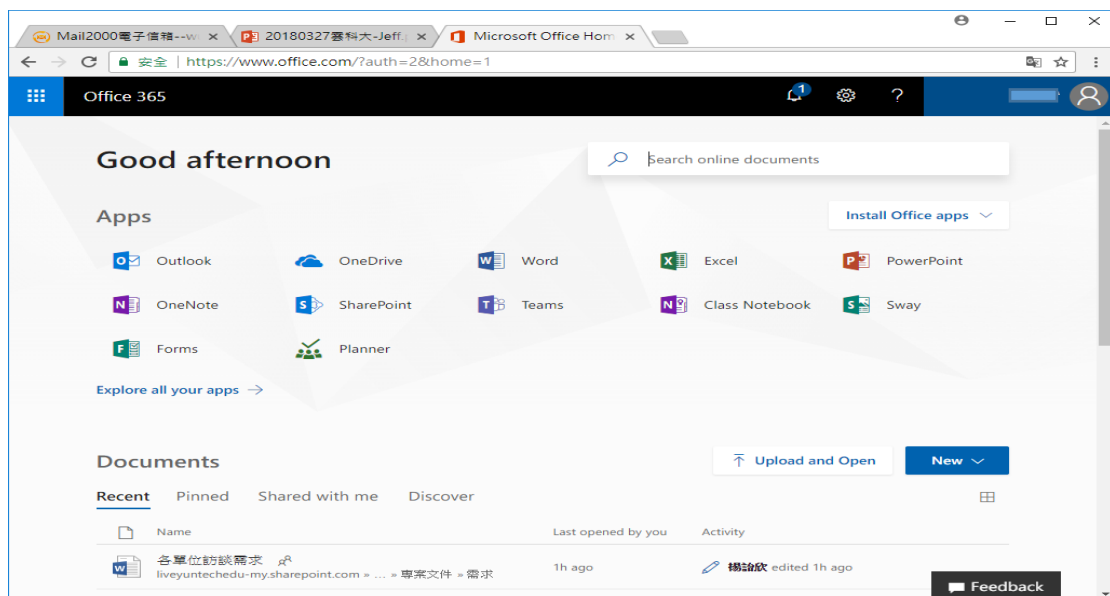 Mail2000電子信箱--w
20180327雲科大-Jeff.p
Microsoft Office Hom
安全 | https://www.office.com/?auth=2&home=1
Office 365
1
?
Good afternoon
Search online documents
Apps
Install Office apps
Outlook OneDrive Word Excel PowerPoint
OneNote SharePoint Teams Class Notebook Sway
Forms Planner
Explore all your apps →
Documents
Upload and Open
New
Recent Pinned Shared with me Discover
Name Last opened by you Activity
各單位訪談需求
liveyuntechedu-my.sharepoint.com » ... » 專案文件 » 需求
1h ago
edited 1h ago
Feedback